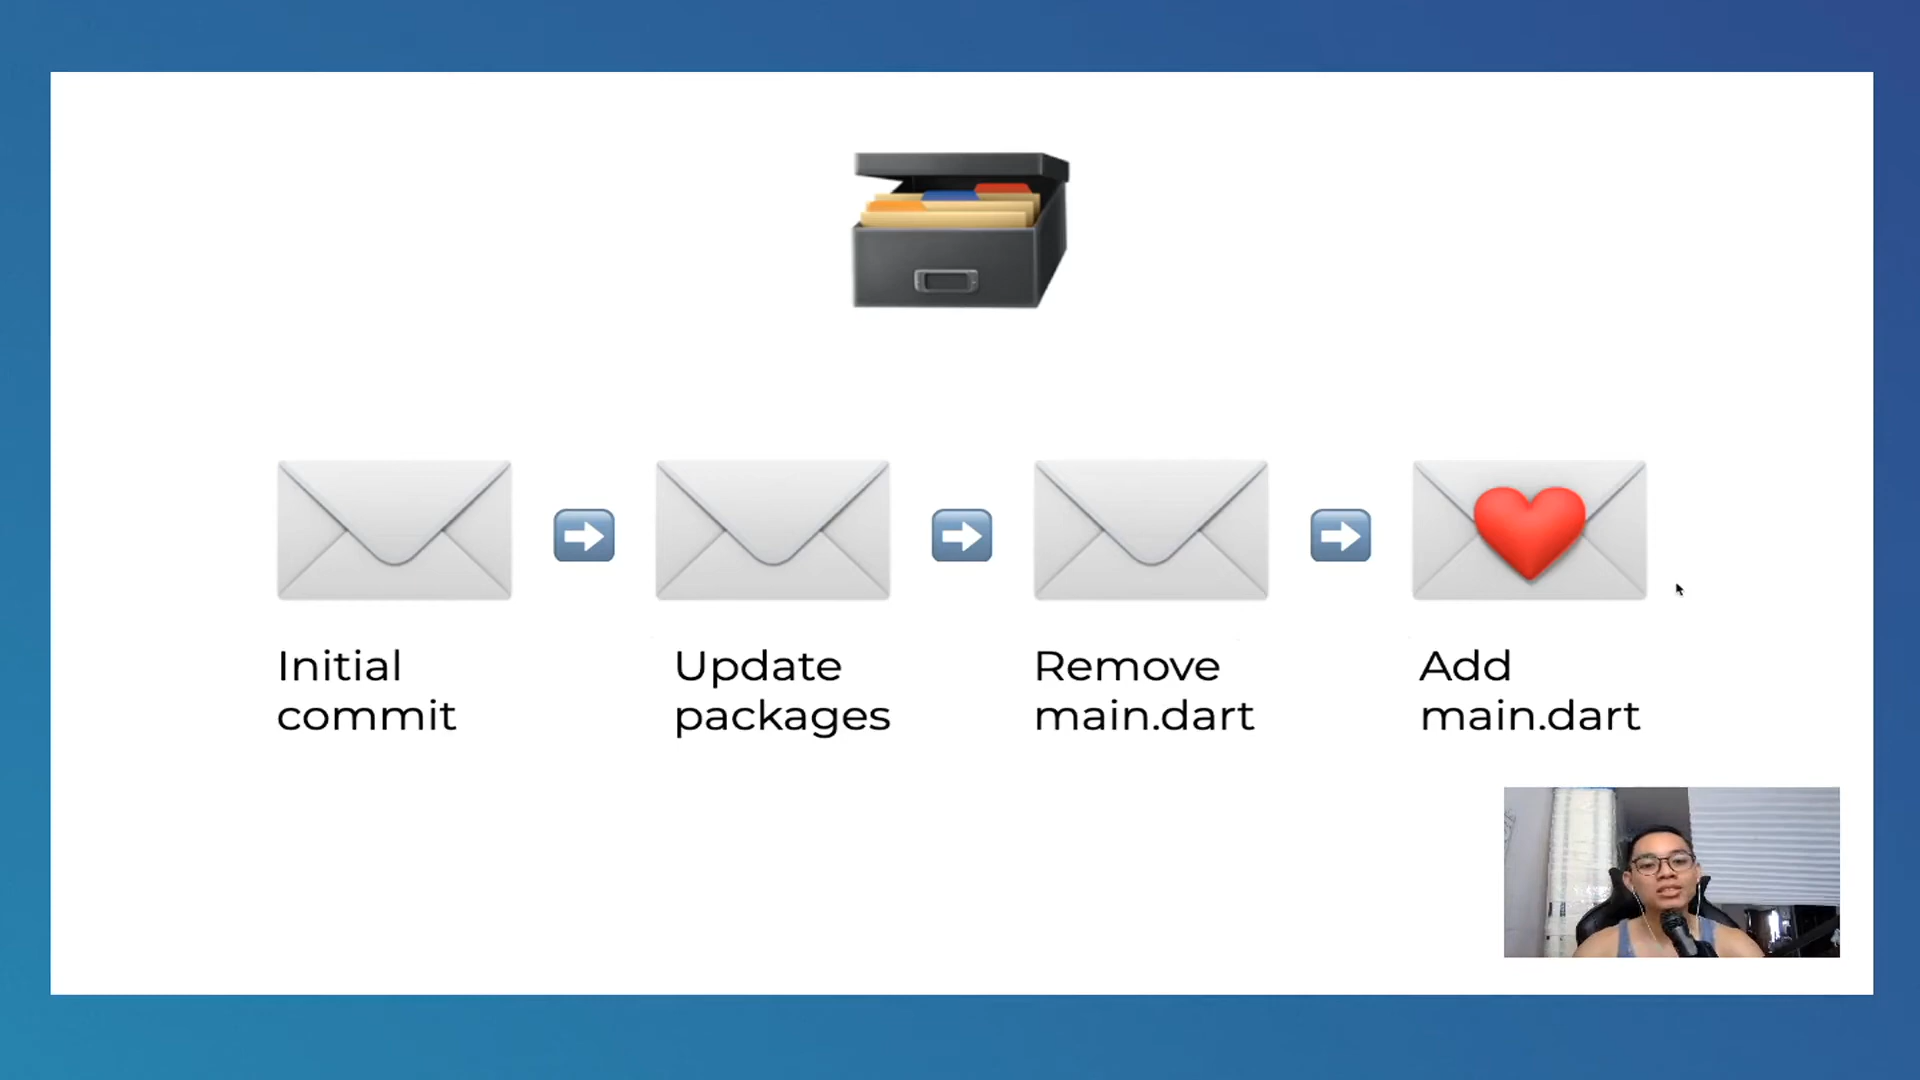 Initial
commit
Update
packages
Remove
main.dart
Add
main.dart